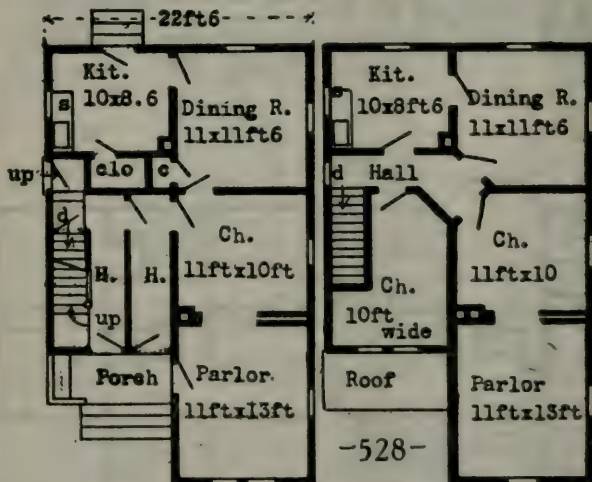 22ft6
Kit.
10x8.6
s
Dining R.
11x11ft6
up
clo
c
d
H.
H.
Ch.
11ftx10ft
up
Porch
Parlor
11ftx13ft
Kit.
10x8ft6
s
Dining R.
11x11ft6
d
Hall
Ch.
11ftx10
Ch.
10ft
wide
Roof
Parlor
11ftx13ft
-528-